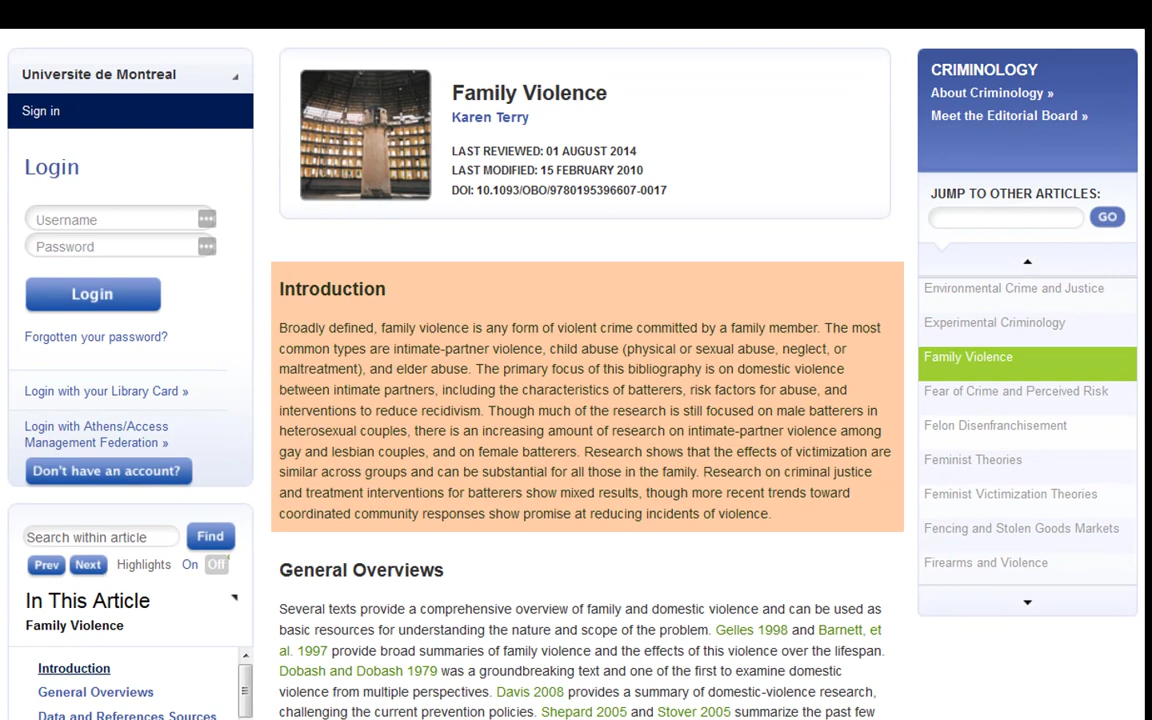 Universite de Montreal
Sign in
Login
Username
Password
Login
Forgotten your password?
Login with your Library Card »
Login with Athens/Access
Management Federation »
Don't have an account?
Search within article
Find
Prev
Next
Highlights
On
Off
In This Article
Family Violence
Introduction
General Overviews
Data and References Sources
Family Violence
Karen Terry
LAST REVIEWED: 01 AUGUST 2014
LAST MODIFIED: 15 FEBRUARY 2010
DOI: 10.1093/OBO/9780195396607-0017
Introduction
Broadly defined, family violence is any form of violent crime committed by a family member. The most
common types are intimate-partner violence, child abuse (physical or sexual abuse, neglect, or
maltreatment), and elder abuse. The primary focus of this bibliography is on domestic violence
between intimate partners, including the characteristics of batterers, risk factors for abuse, and
interventions to reduce recidivism. Though much of the research is still focused on male batterers in
heterosexual couples, there is an increasing amount of research on intimate-partner violence among
gay and lesbian couples, and on female batterers. Research shows that the effects of victimization are
similar across groups and can be substantial for all those in the family. Research on criminal justice
and treatment interventions for batterers show mixed results, though more recent trends toward
coordinated community responses show promise at reducing incidents of violence.
General Overviews
Several texts provide a comprehensive overview of family and domestic violence and can be used as
basic resources for understanding the nature and scope of the problem. Gelles 1998 and Barnett, et
al. 1997 provide broad summaries of family violence and the effects of this violence over the lifespan.
Dobash and Dobash 1979 was a groundbreaking text and one of the first to examine domestic
violence from multiple perspectives. Davis 2008 provides a summary of domestic-violence research,
challenging the current prevention policies. Shepard 2005 and Stover 2005 summarize the past few
CRIMINOLOGY
About Criminology »
Meet the Editorial Board »
JUMP TO OTHER ARTICLES:
GO
Environmental Crime and Justice
Experimental Criminology
Family Violence
Fear of Crime and Perceived Risk
Felon Disenfranchisement
Feminist Theories
Feminist Victimization Theories
Fencing and Stolen Goods Markets
Firearms and Violence